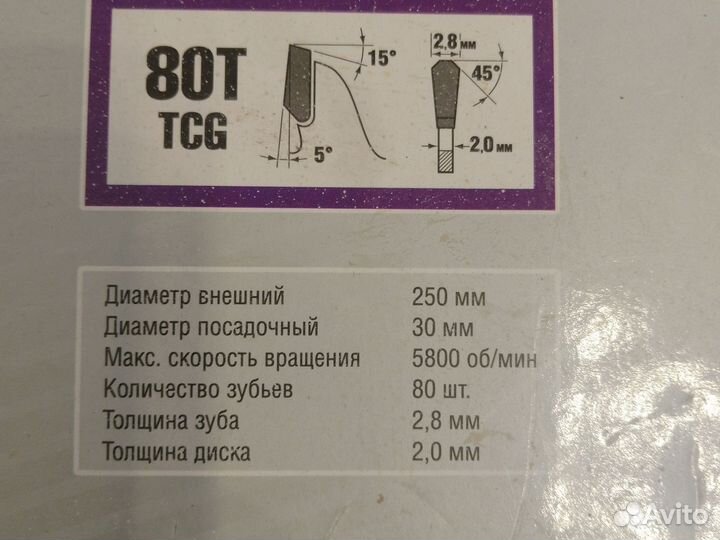 80T
TCG
15°
5°
2,8 мм
45°
2,0 мм
Диаметр внешний 250 мм
Диаметр посадочный 30 мм
Макс. скорость вращения 5800 об/мин
Количество зубьев 80 шт.
Толщина зуба 2,8 мм
Толщина диска 2,0 мм
Avito